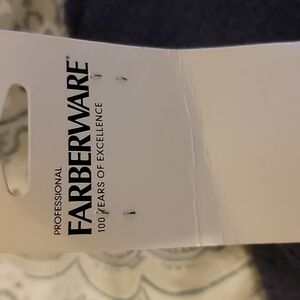 PROFESSIONAL
FARBERWARE®
100 YEARS OF EXCELLENCE